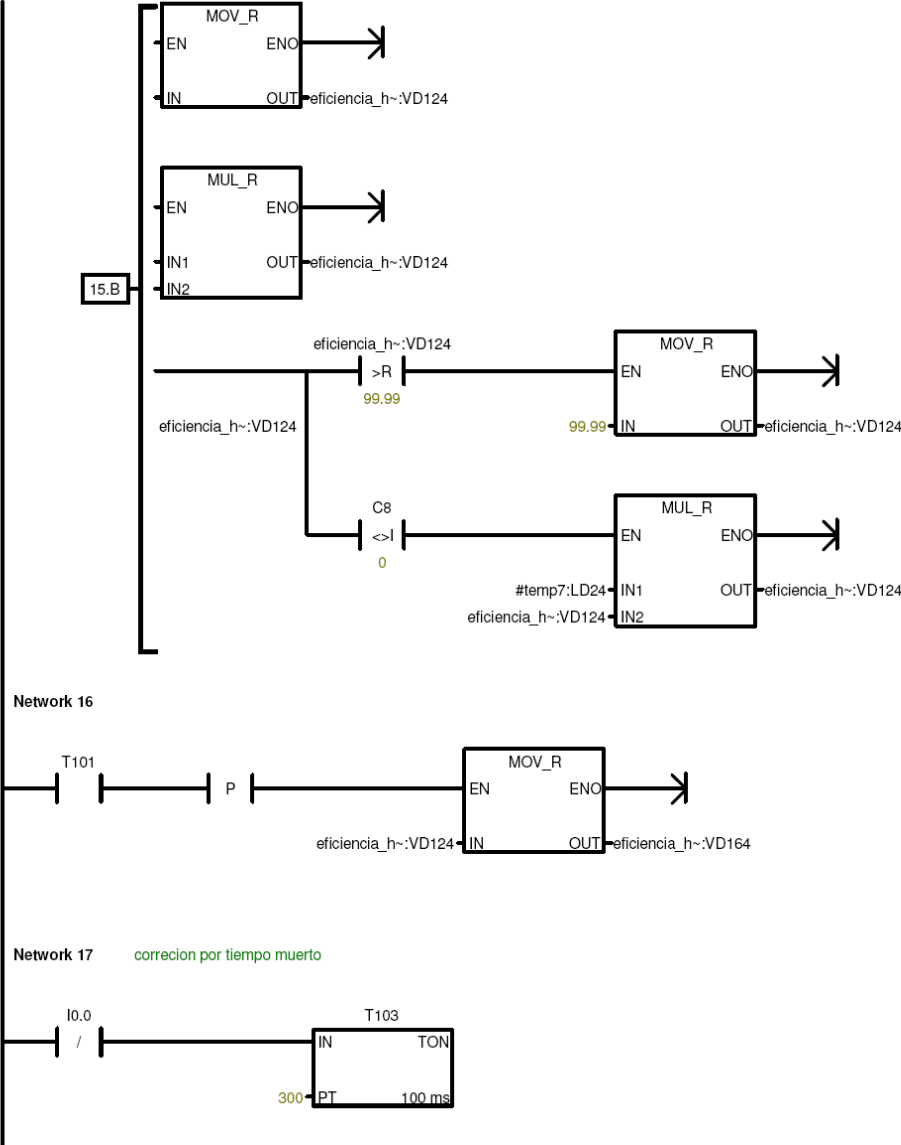 MOV_R
EN ENO
IN OUT eficiencia_h~:VD124
MUL_R
EN ENO
IN1 OUT eficiencia_h~:VD124
15.B IN2
eficiencia_h~:VD124 MOV_R
>R EN ENO
99.99
eficiencia_h~:VD124 99.99 IN OUT eficiencia_h~:VD124
C8 MUL_R
<>I EN ENO
0
#temp7:LD24 IN1 OUT eficiencia_h~:VD124
eficiencia_h~:VD124 IN2
Network 16
T101 MOV_R
P EN ENO
eficiencia_h~:VD124 IN OUT eficiencia_h~:VD164
Network 17 correcion por tiempo muerto
I0.0 T103
/ IN TON
300 PT 100 ms